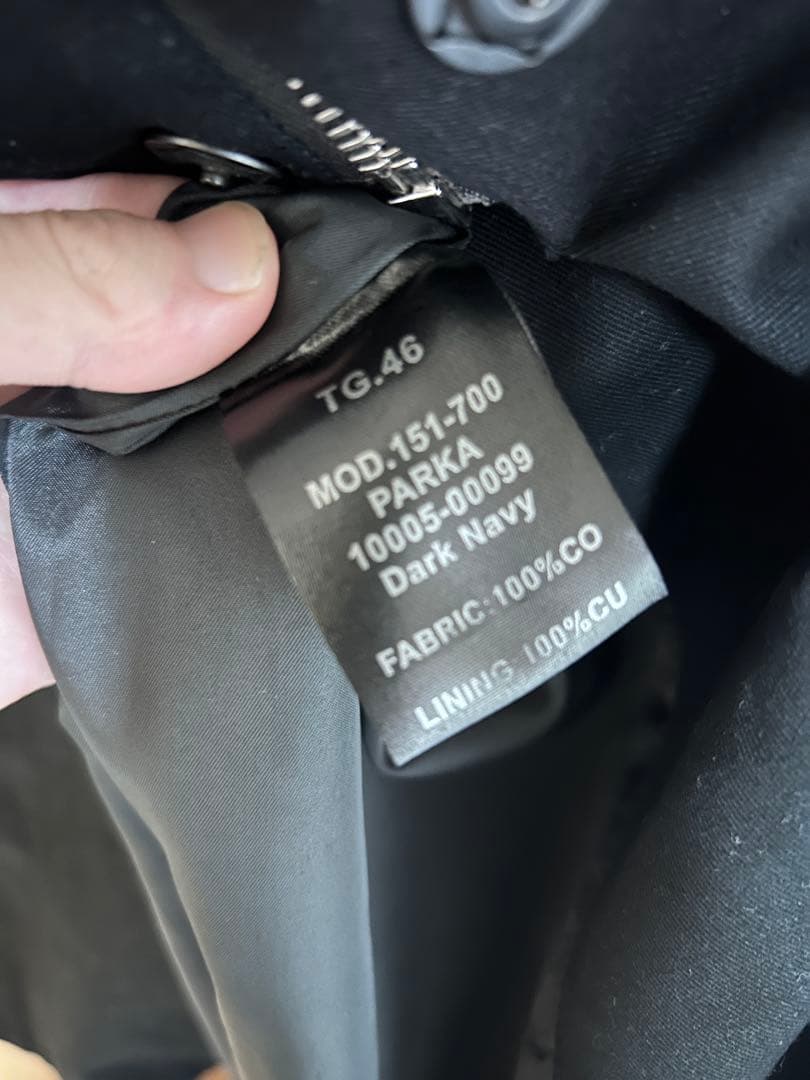 TG.46
MOD.151-700
PARKA
10005-00099
Dark Navy
FABRIC:100%CO
LINING:100%CU